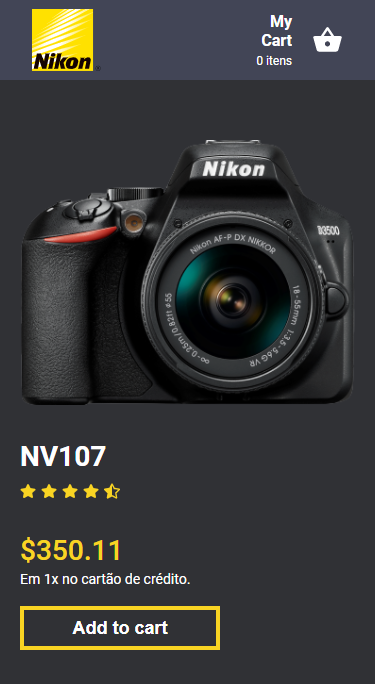 Nikon
My
Cart
0 itens
Nikon
D3500
Nikon AF-P DX NIKKOR
18-55mm 1:3.5-5.6G VR
∞-0.25m/0.82ft ø55
NV107
$350.11
Em 1x no cartão de crédito.
Add to cart